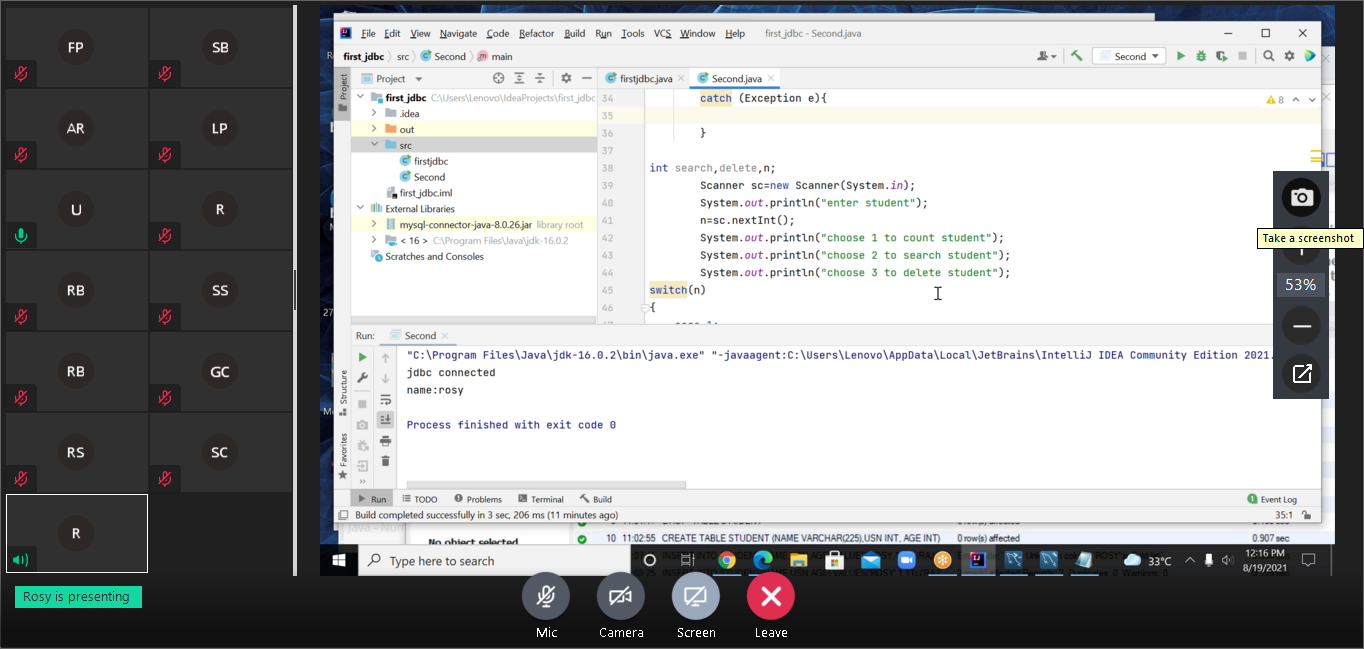 FP
SB
AR
LP
U
R
RB
SS
RB
GC
RS
SC
R
Rosy is presenting
File Edit View Navigate Code Refactor Build Run Tools VCS Window Help first_jdbc - Second.java
first_jdbc src Second main
Second
Project
firstjdbc.java Second.java
Project
first_jdbc C:\Users\Lenovo\IdeaProjects\first_jdbc
.idea
out
src
firstjdbc
Second
first_jdbc.iml
External Libraries
mysql-connector-java-8.0.26.jar library root
< 16 > C:\Program Files\Java\jdk-16.0.2
Scratches and Consoles
34 catch (Exception e){
8
35
36 }
37
38 int search,delete,n;
39 Scanner sc=new Scanner(System.in);
40 System.out.println("enter student");
41 n=sc.nextInt();
42 System.out.println("choose 1 to count student");
43 System.out.println("choose 2 to search student");
44 System.out.println("choose 3 to delete student");
45 switch(n)
46 {
Take a screenshot
53%
Run: Second
"C:\Program Files\Java\jdk-16.0.2\bin\java.exe" "-javaagent:C:\Users\Lenovo\AppData\Local\JetBrains\IntelliJ IDEA Community Edition 2021.
jdbc connected
name:rosy
Process finished with exit code 0
Structure
Favorites
Run TODO Problems Terminal Build
Event Log
Build completed successfully in 3 sec, 206 ms (11 minutes ago)
35:1
No object selected
10 11:02:55 CREATE TABLE STUDENT (NAME VARCHAR(225),USN INT, AGE INT) 0 row(s) affected 0.907 sec
Type here to search
33°C
12:16 PM
8/19/2021
Mic
Camera
Screen
Leave